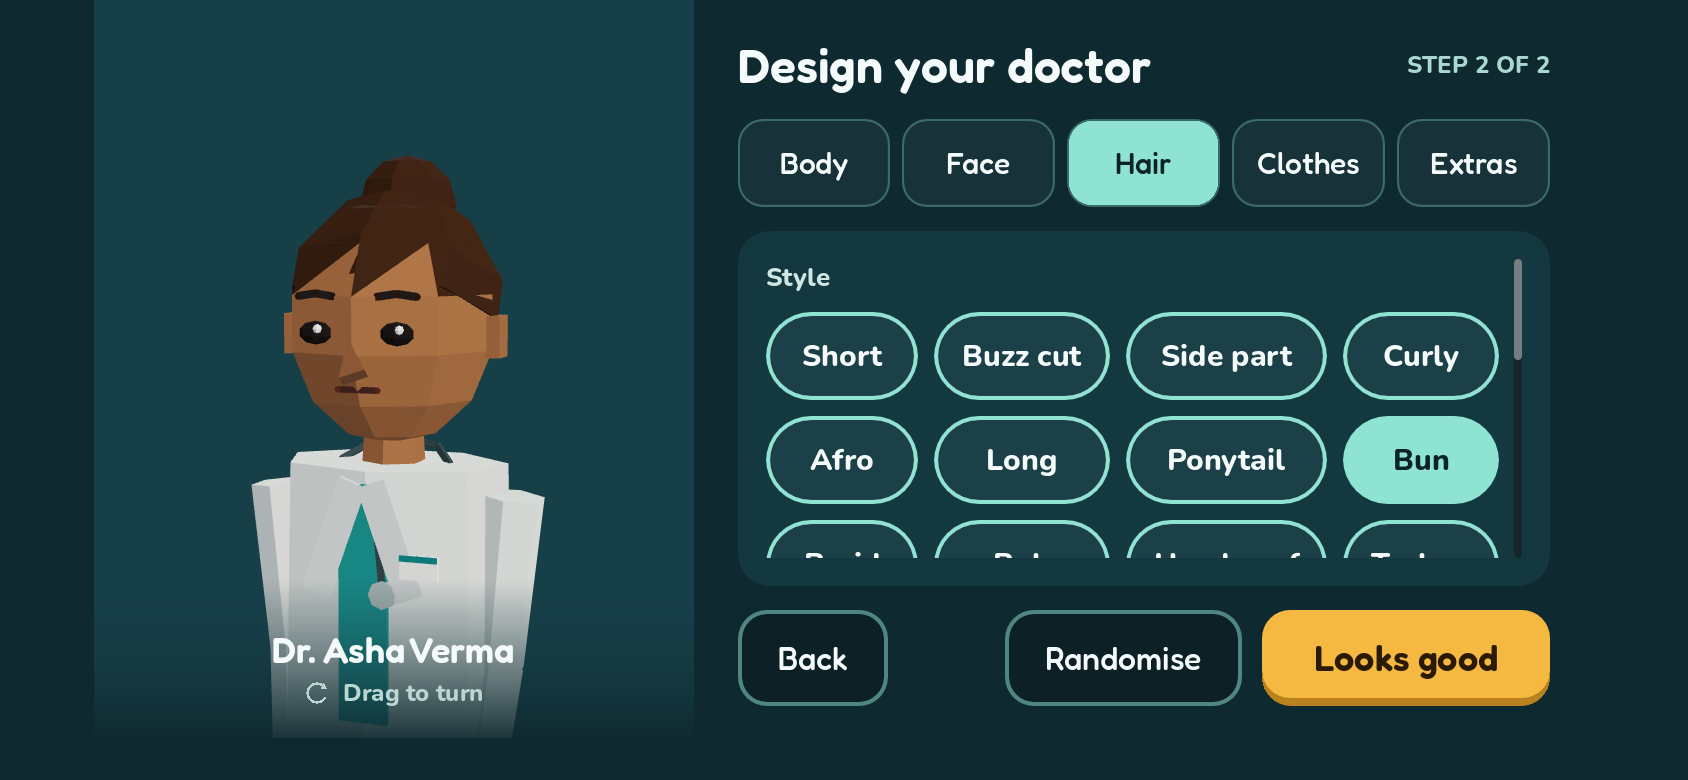 Design your doctor
STEP 2 OF 2
Body
Face
Hair
Clothes
Extras
Style
Short
Buzz cut
Side part
Curly
Afro
Long
Ponytail
Bun
Back
Randomise
Looks good
Dr. Asha Verma
Drag to turn